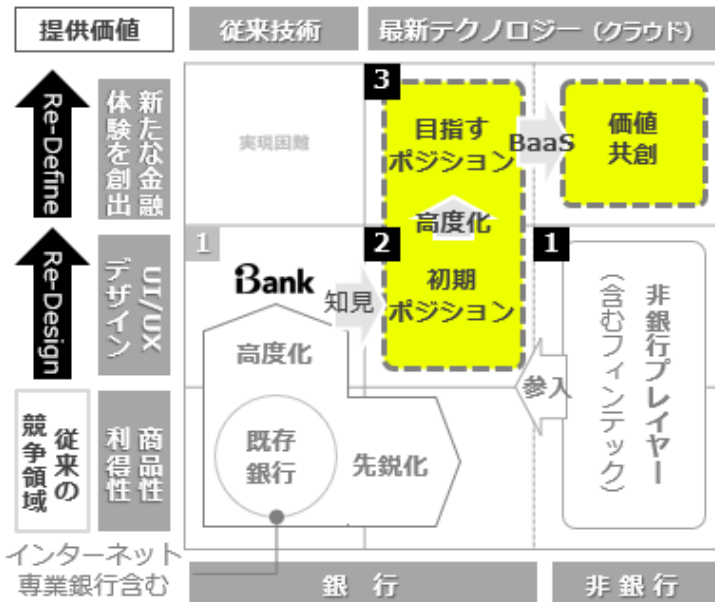 提供価値
従来技術
最新テクノロジー（クラウド）
Re-Define
新たな金融
体験を創出
実現困難
3
目指す
ポジション
BaaS
価値
共創
高度化
Re-Design
UI/UX
デザイン
1
iBank
知見
2
初期
ポジション
1
非銀行プレイヤー
（含むフィンテック）
高度化
参入
従来の
競争領域
商品性
利得性
既存
銀行
先鋭化
インターネット
専業銀行含む
銀行
非銀行